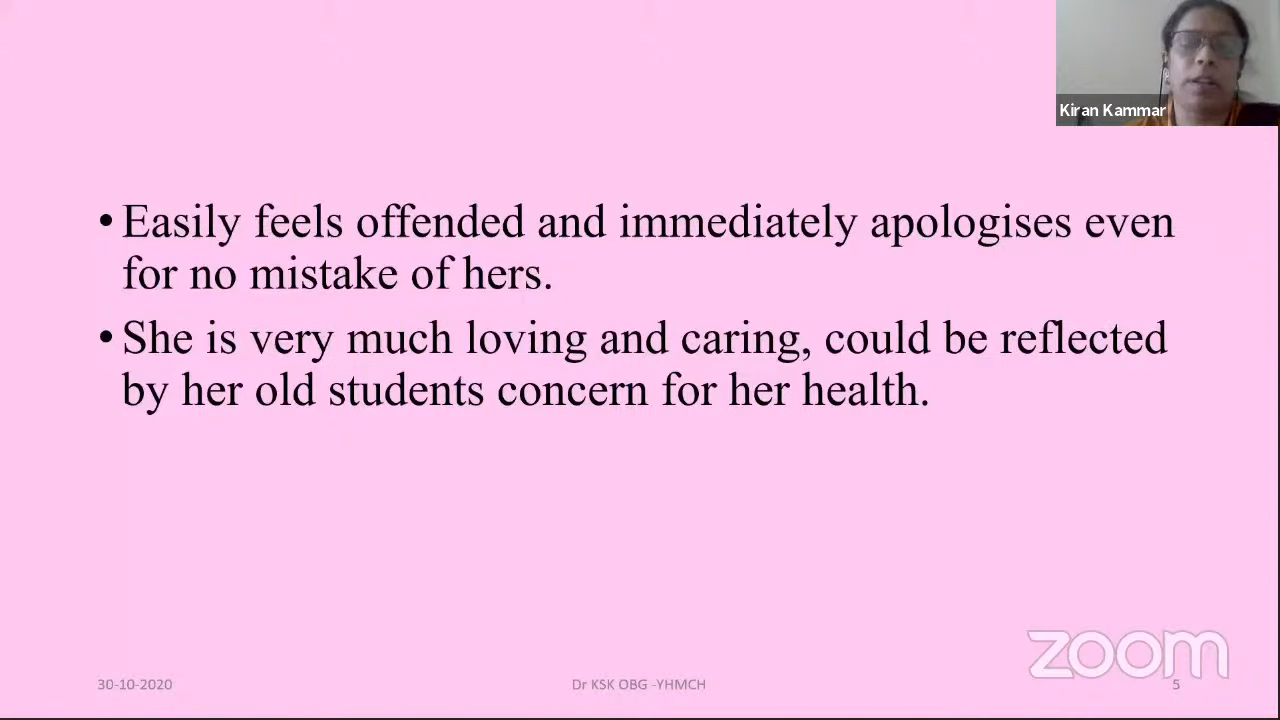 Kiran Kammar
• Easily feels offended and immediately apologises even
for no mistake of hers.
• She is very much loving and caring, could be reflected
by her old students concern for her health.
zoom
30-10-2020
Dr KSK OBG -YHMCH
5